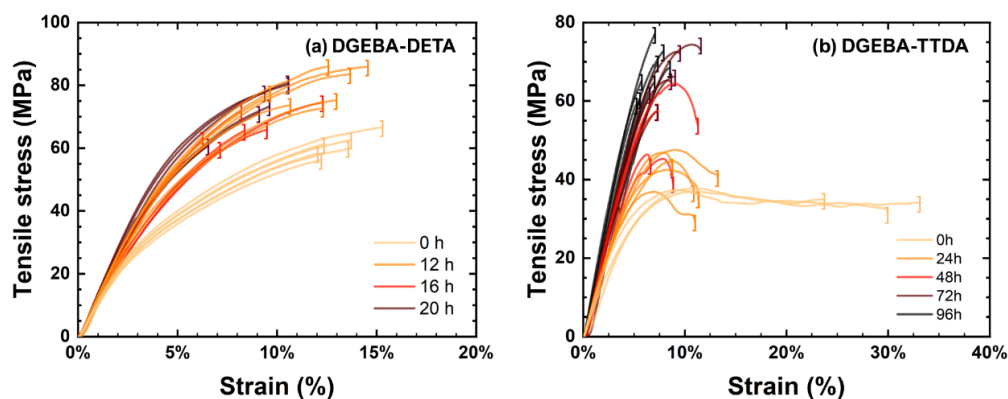 (a) DGEBA-DETA
Tensile stress (MPa)
100
80
60
40
20
0
0 h
12 h
16 h
20 h
0%
5%
10%
15%
20%
Strain (%)
(b) DGEBA-TTDA
Tensile stress (MPa)
80
60
40
20
0
0h
24h
48h
72h
96h
0%
10%
20%
30%
40%
Strain (%)